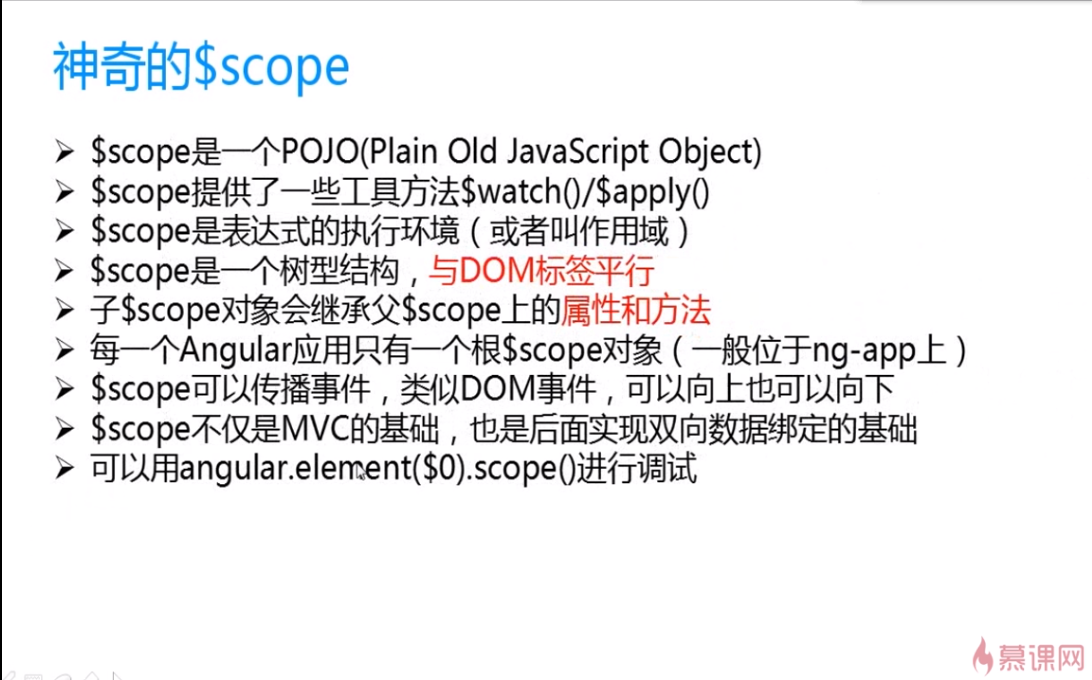 神奇的$scope
➢ $scope是一个POJO(Plain Old JavaScript Object)
➢ $scope提供了一些工具方法$watch()/$apply()
➢ $scope是表达式的执行环境（或者叫作用域）
➢ $scope是一个树型结构，与DOM标签平行
➢ 子$scope对象会继承父$scope上的属性和方法
➢ 每一个Angular应用只有一个根$scope对象（一般位于ng-app上）
➢ $scope可以传播事件，类似DOM事件，可以向上也可以向下
➢ $scope不仅是MVC的基础，也是后面实现双向数据绑定的基础
➢ 可以用angular.element($0).scope()进行调试
慕课网